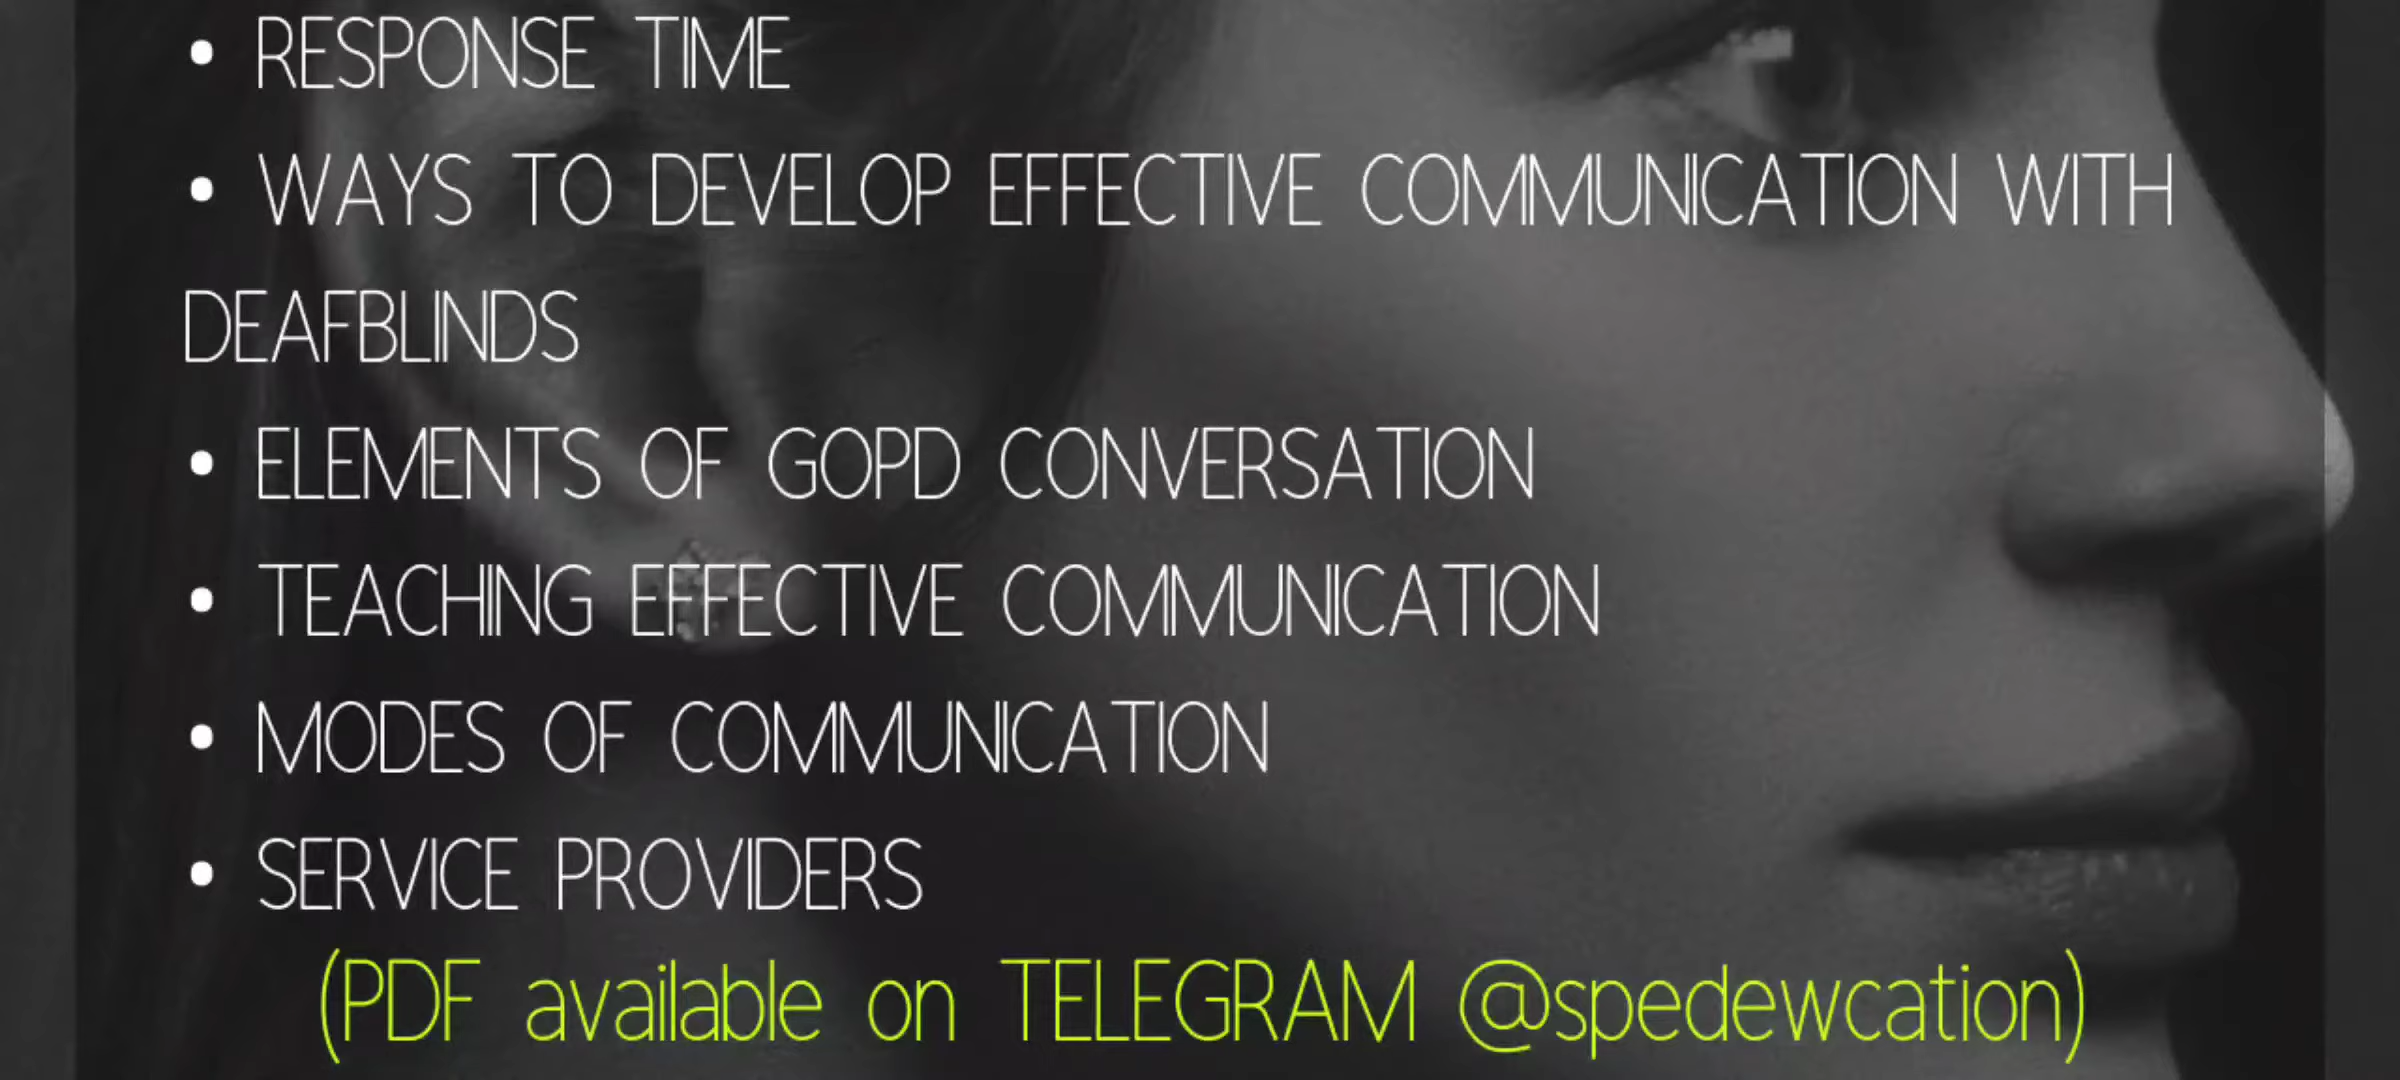 • RESPONSE TIME
• WAYS TO DEVELOP EFFECTIVE COMMUNICATION WITH
DEAFBLINDS
• ELEMENTS OF GOPD CONVERSATION
• TEACHING EFFECTIVE COMMUNICATION
• MODES OF COMMUNICATION
• SERVICE PROVIDERS
(PDF available on TELEGRAM @spedewcation)